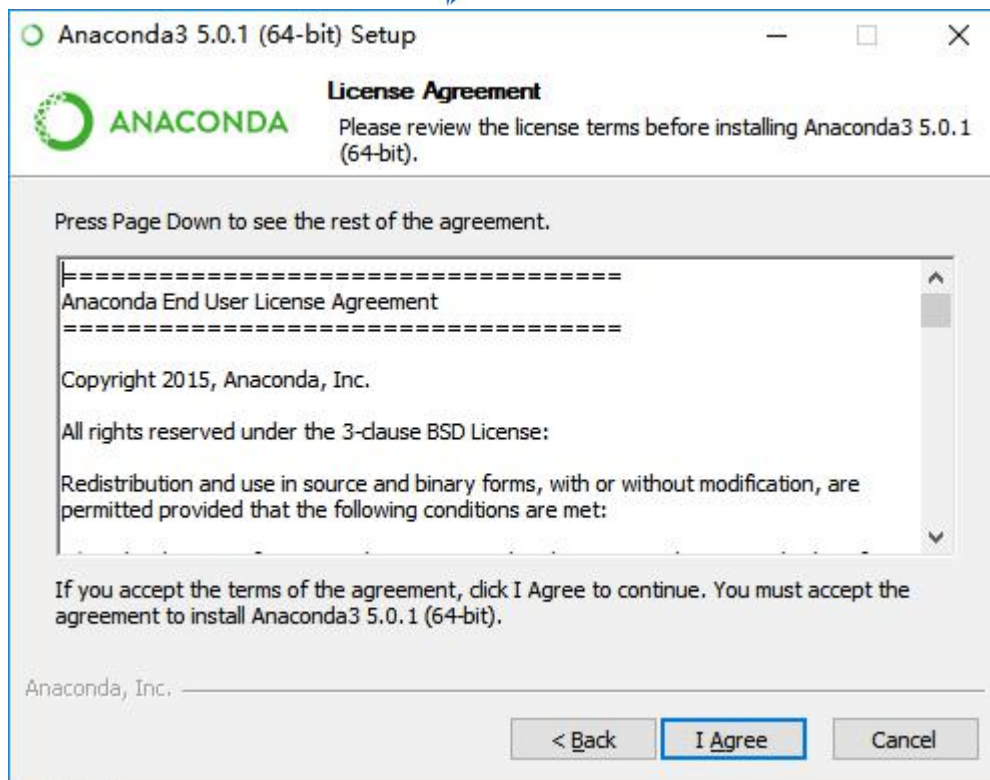 Anaconda3 5.0.1 (64-bit) Setup
ANACONDA
License Agreement
Please review the license terms before installing Anaconda3 5.0.1
(64-bit).
Press Page Down to see the rest of the agreement.
===================================
Anaconda End User License Agreement
===================================
Copyright 2015, Anaconda, Inc.
All rights reserved under the 3-clause BSD License:
Redistribution and use in source and binary forms, with or without modification, are
permitted provided that the following conditions are met:
If you accept the terms of the agreement, click I Agree to continue. You must accept the
agreement to install Anaconda3 5.0.1 (64-bit).
Anaconda, Inc.
< Back
I Agree
Cancel